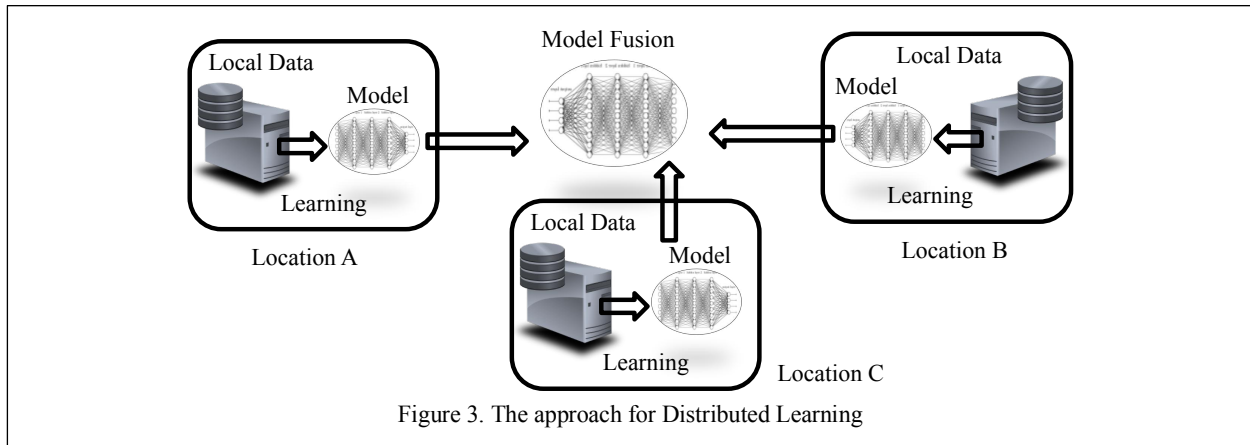 Model Fusion
Local Data
Model
Learning
Location A
Local Data
Model
Learning
Location B
Local Data
Model
Learning
Location C
Figure 3. The approach for Distributed Learning